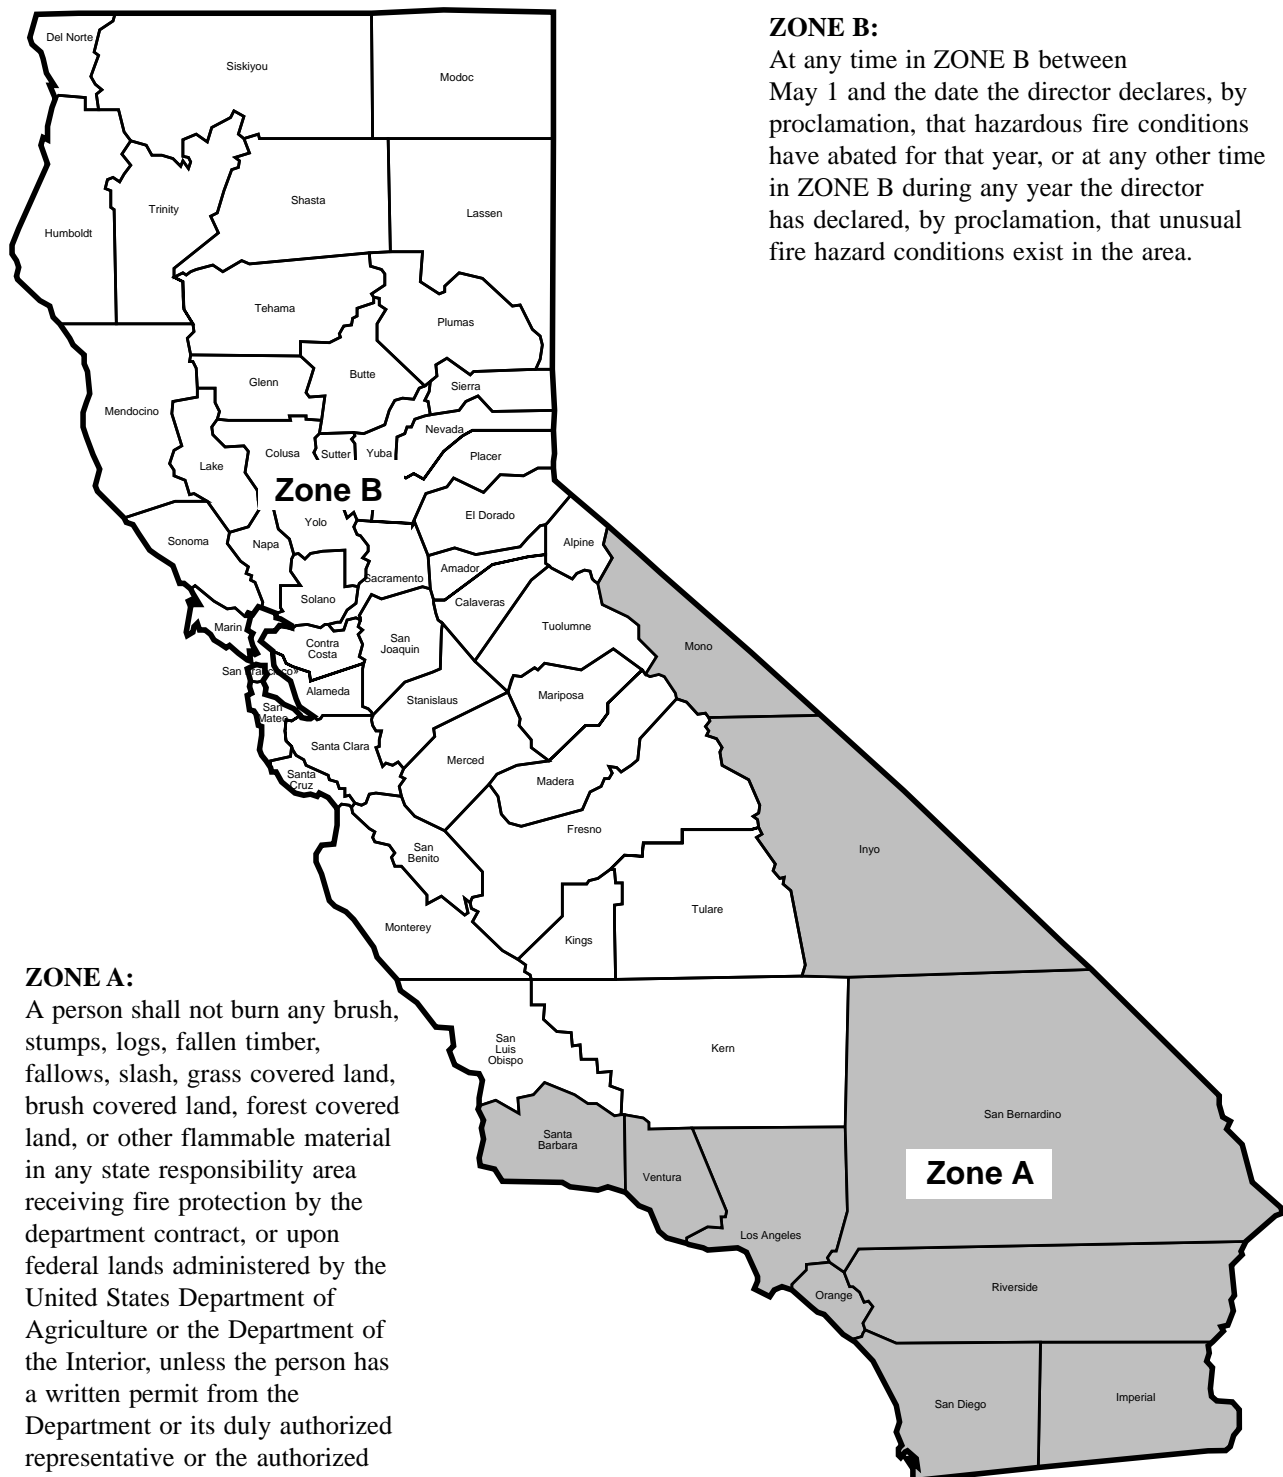 ZONE B:
At any time in ZONE B between
May 1 and the date the director declares, by
proclamation, that hazardous fire conditions
have abated for that year, or at any other time
in ZONE B during any year the director
has declared, by proclamation, that unusual
fire hazard conditions exist in the area.
Del Norte
Siskiyou
Modoc
Humboldt
Trinity
Shasta
Lassen
Tehama
Plumas
Mendocino
Glenn
Butte
Sierra
Lake
Colusa
Sutter
Yuba
Nevada
Placer
Zone B
Yolo
El Dorado
Sonoma
Napa
Alpine
Sacramento
Amador
Solano
Calaveras
Marin
Contra
Costa
San
Joaquin
Tuolumne
Mono
San Francisco
Alameda
Stanislaus
Mariposa
San
Mateo
Santa Clara
Merced
Santa
Cruz
Madera
Fresno
San
Benito
Inyo
Monterey
Kings
Tulare
San
Luis
Obispo
Kern
San Bernardino
Santa
Barbara
Ventura
Zone A
Los Angeles
Orange
Riverside
San Diego
Imperial
ZONE A:
A person shall not burn any brush,
stumps, logs, fallen timber,
fallows, slash, grass covered land,
brush covered land, forest covered
land, or other flammable material
in any state responsibility area
receiving fire protection by the
department contract, or upon
federal lands administered by the
United States Department of
Agriculture or the Department of
the Interior, unless the person has
a written permit from the
Department or its duly authorized
representative or the authorized